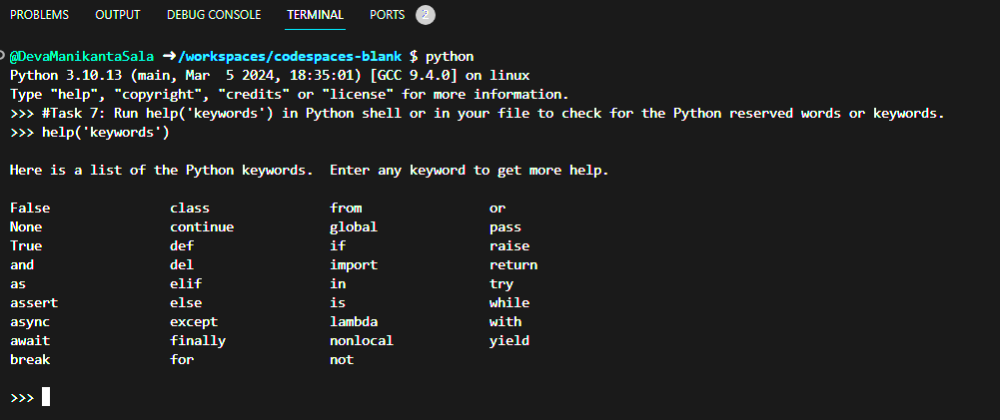 PROBLEMS OUTPUT DEBUG CONSOLE TERMINAL PORTS 2
@DevaManikantaSala ➜/workspaces/codespaces-blank $ python
Python 3.10.13 (main, Mar  5 2024, 18:35:01) [GCC 9.4.0] on linux
Type "help", "copyright", "credits" or "license" for more information.
>>> #Task 7: Run help('keywords') in Python shell or in your file to check for the Python reserved words or keywords.
>>> help('keywords')
Here is a list of the Python keywords.  Enter any keyword to get more help.
False class from or
None continue global pass
True def if raise
and del import return
as elif in try
assert else is while
async except lambda with
await finally nonlocal yield
break for not
>>>